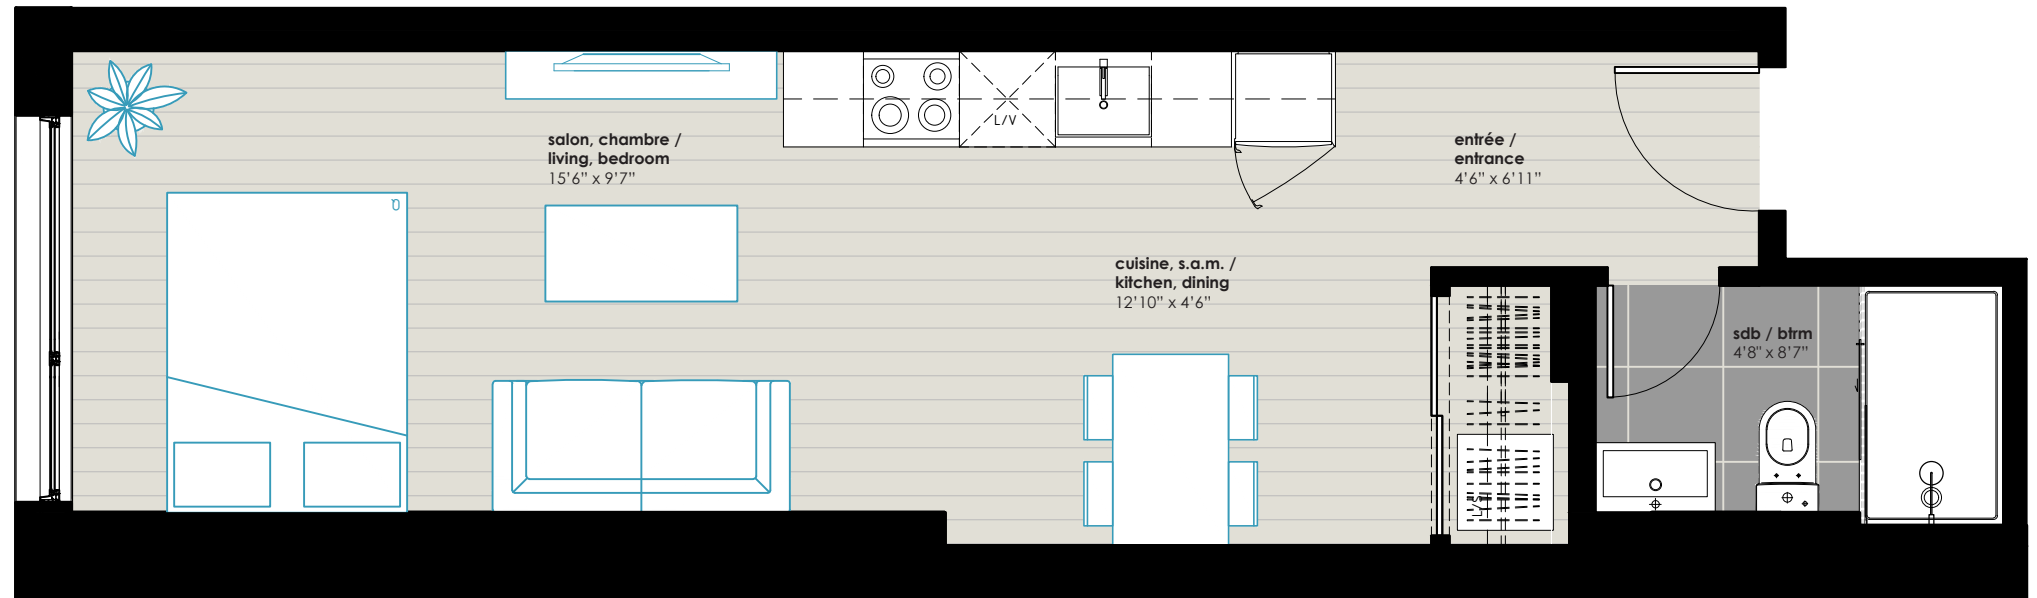 salon, chambre /
living, bedroom
15’6” x 9’7”
L/V
entrée /
entrance
4’6” x 6’11”
cuisine, s.a.m. /
kitchen, dining
12’10” x 4’6”
sdb / btrm
4’8" x 8’7”
L/S